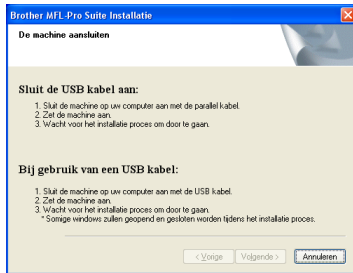 Brother MFL-Pro Suite Installatie
De machine aansluiten
Sluit de USB kabel aan:
1. Sluit de machine op uw computer aan met de parallel kabel.
2. Zet de machine aan.
3. Wacht voor het installatie proces om door te gaan.
Bij gebruik van een USB kabel:
1. Sluit de machine op uw computer aan met de USB kabel.
2. Zet de machine aan.
3. Wacht voor het installatie proces om door te gaan.
* Somige windows zullen geopend en gesloten worden tijdens het installatie proces.
< Vorige Volgende > Annuleren